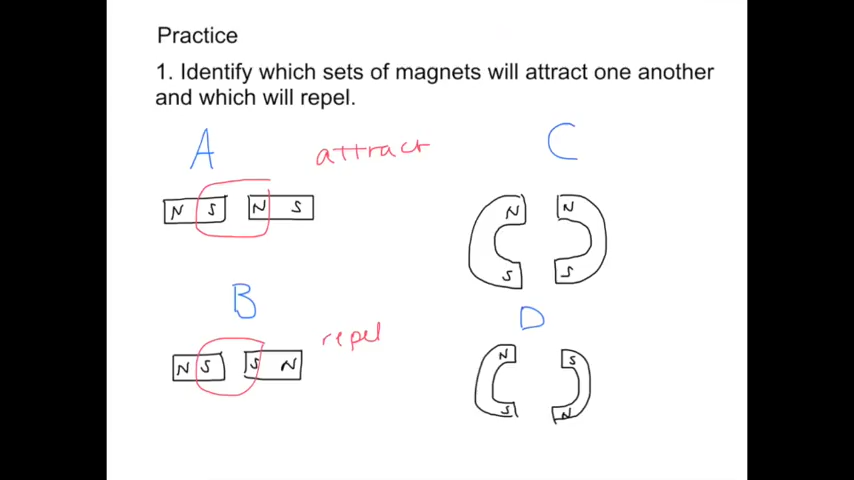 Practice
1. Identify which sets of magnets will attract one another
and which will repel.
A
attract
C
N S N S
N N
S S
B
repel
D
N S S N
N S
S N